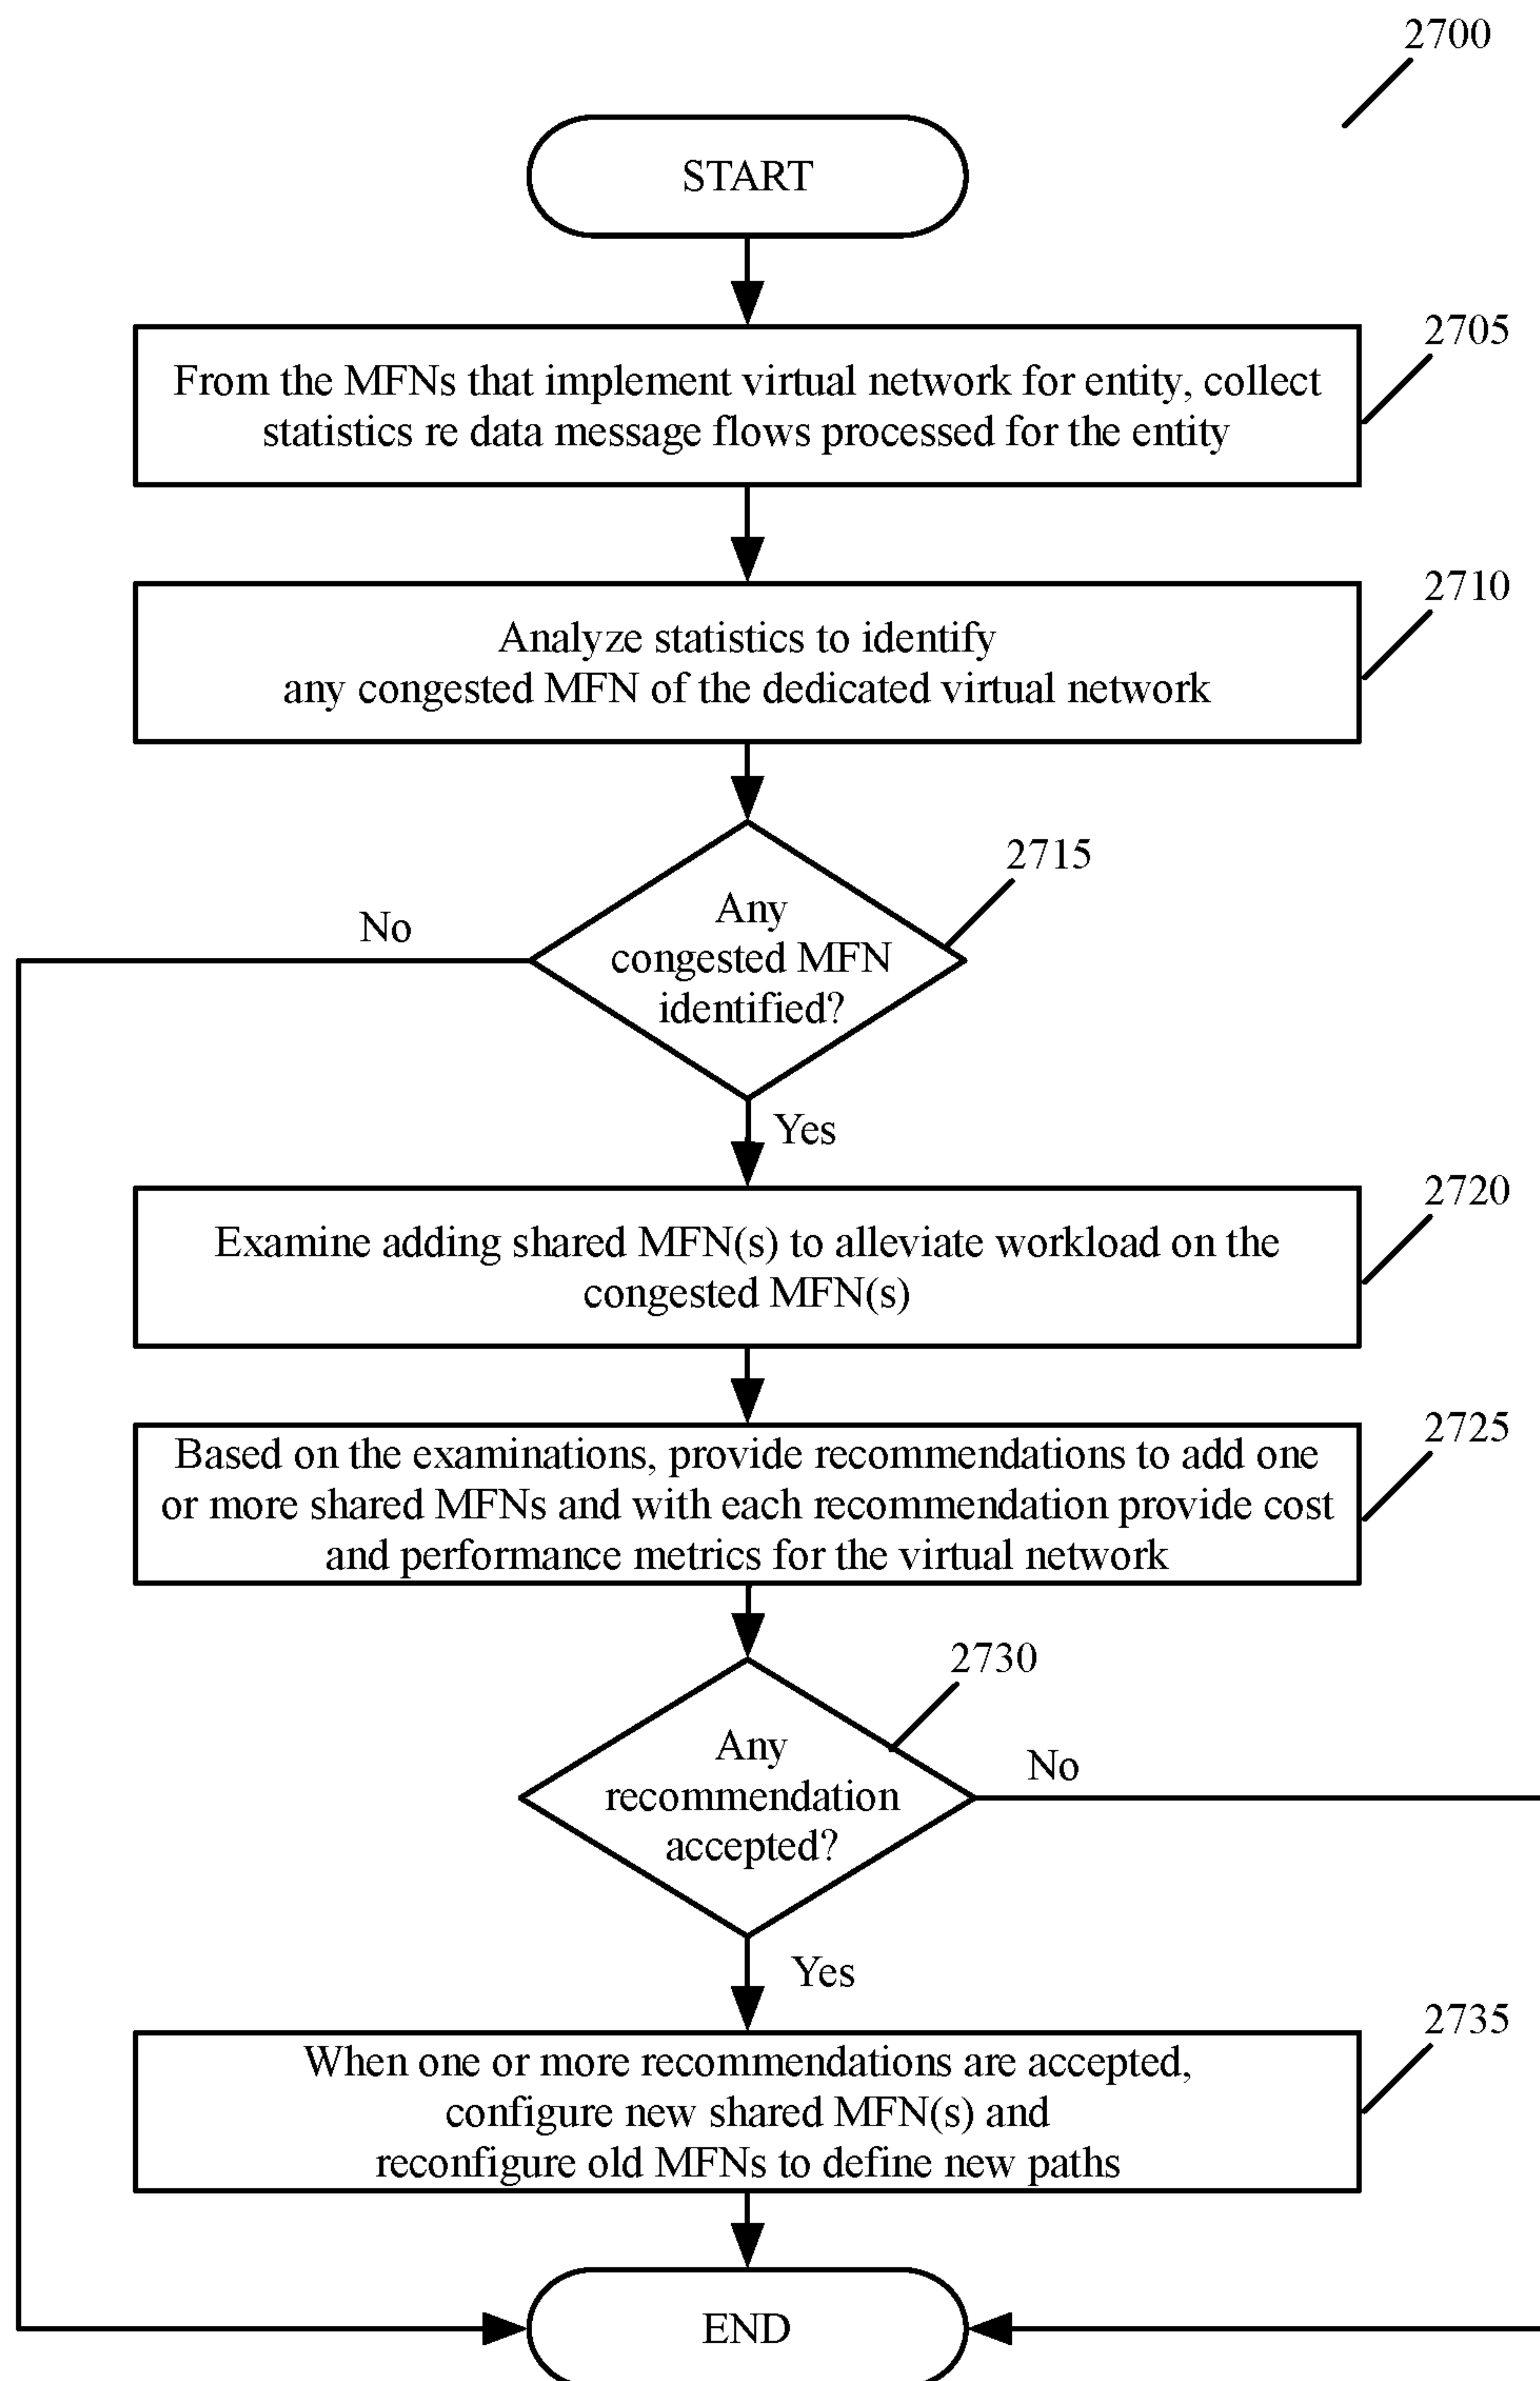 2700
START
2705
From the MFNs that implement virtual network for entity, collect
statistics re data message flows processed for the entity
2710
Analyze statistics to identify
any congested MFN of the dedicated virtual network
2715
Any
congested MFN
identified?
No
Yes
2720
Examine adding shared MFN(s) to alleviate workload on the
congested MFN(s)
2725
Based on the examinations, provide recommendations to add one
or more shared MFNs and with each recommendation provide cost
and performance metrics for the virtual network
2730
Any
recommendation
accepted?
No
Yes
2735
When one or more recommendations are accepted,
configure new shared MFN(s) and
reconfigure old MFNs to define new paths
END